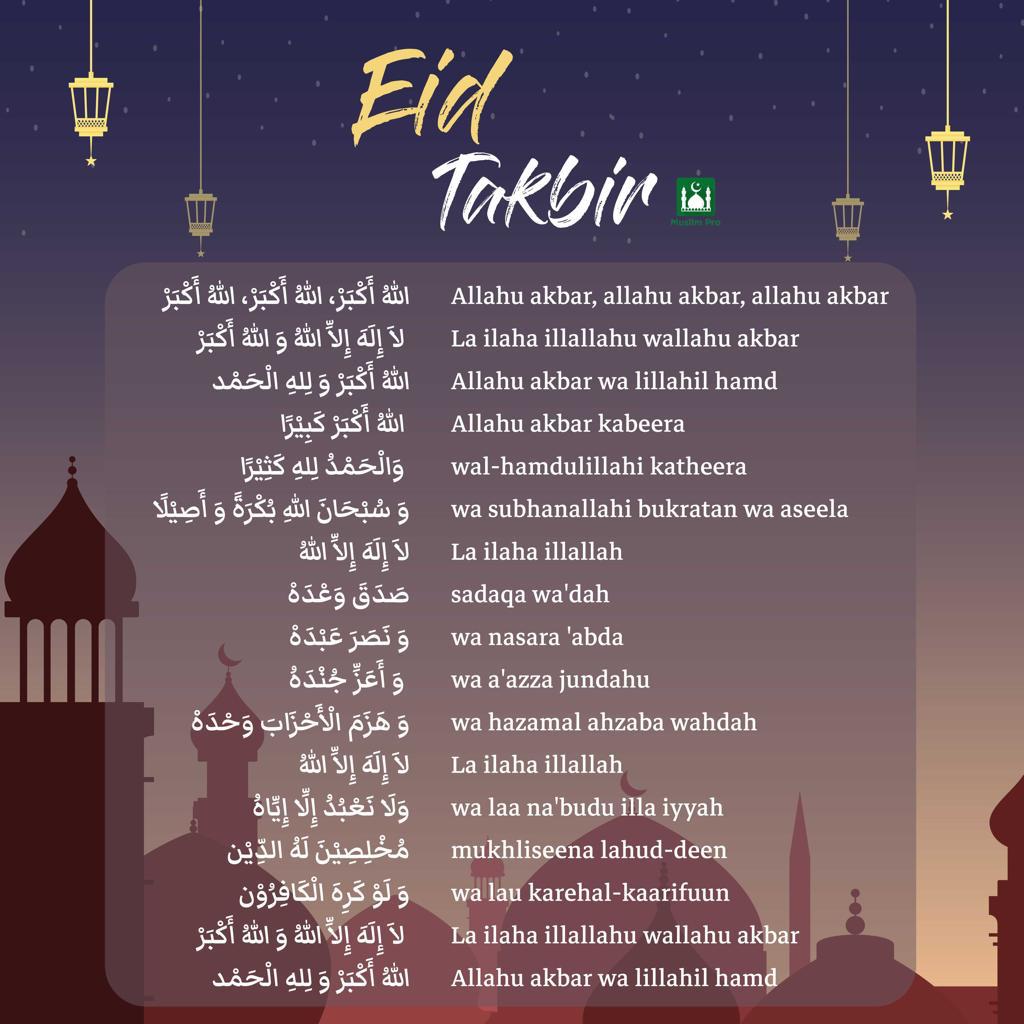 Eid
Takbir
Muslim Pro
اللهُ أَكْبَرْ، اللهُ أَكْبَرْ، اللهُ أَكْبَرْ Allahu akbar, allahu akbar, allahu akbar
لاَ إِلَهَ إِلاَّ اللهُ وَ اللهُ أَكْبَرْ La ilaha illallahu wallahu akbar
اللهُ أَكْبَرْ وَ لِلهِ الْحَمْد Allahu akbar wa lillahil hamd
اللهُ أَكْبَرْ كَبِيْرًا Allahu akbar kabeera
وَالْحَمْدُ لِلهِ كَثِيْرًا wal-hamdulillahi katheera
وَ سُبْحَانَ اللهِ بُكْرَةً وَ أَصِيْلًا wa subhanallahi bukratan wa aseela
لاَ إِلَهَ إِلاَّ اللهُ La ilaha illallah
صَدَقَ وَعْدَهْ sadaqa wa'dah
وَ نَصَرَ عَبْدَهْ wa nasara 'abda
وَ أَعَزَّ جُنْدَهُ wa a'azza jundahu
وَ هَزَمَ الْأَحْزَابَ وَحْدَهْ wa hazamal ahzaba wahdah
لاَ إِلَهَ إِلاَّ اللهُ La ilaha illallah
وَلَا نَعْبُدُ إِلَّا إِيَّاهُ wa laa na'budu illa iyyah
مُخْلِصِيْنَ لَهُ الدِّيْن mukhliseena lahud-deen
وَ لَوْ كَرِهَ الْكَافِرُوْن wa lau karehal-kaarifuun
لاَ إِلَهَ إِلاَّ اللهُ وَ اللهُ أَكْبَرْ La ilaha illallahu wallahu akbar
اللهُ أَكْبَرْ وَ لِلهِ الْحَمْد Allahu akbar wa lillahil hamd